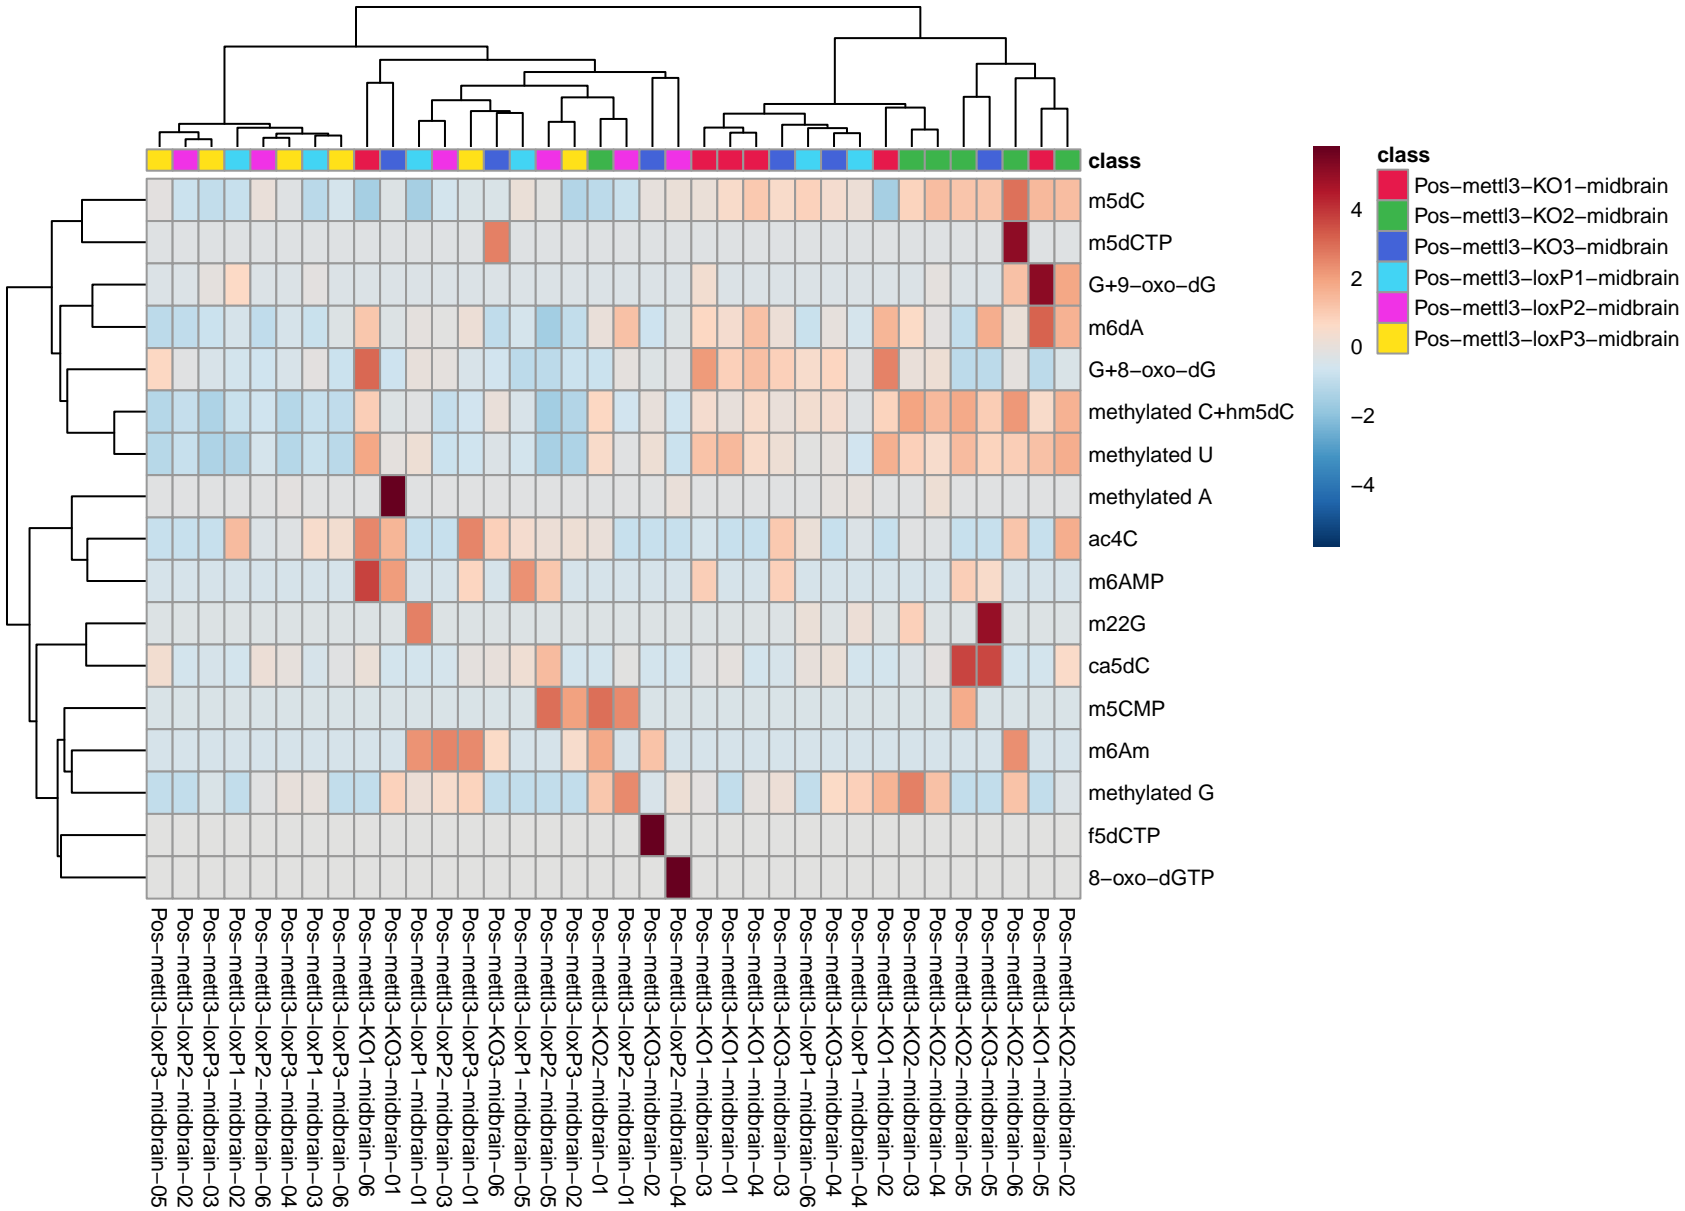 class
m5dC
m5dCTP
G+9−oxo−dG
m6dA
G+8−oxo−dG
methylated C+hm5dC
methylated U
methylated A
ac4C
m6AMP
m22G
ca5dC
m5CMP
m6Am
methylated G
f5dCTP
8−oxo−dGTP
4
2
0
−2
−4
class
Pos−mettl3−KO1−midbrain
Pos−mettl3−KO2−midbrain
Pos−mettl3−KO3−midbrain
Pos−mettl3−loxP1−midbrain
Pos−mettl3−loxP2−midbrain
Pos−mettl3−loxP3−midbrain
Pos−mettl3−loxP3−midbrain−05
Pos−mettl3−loxP2−midbrain−02
Pos−mettl3−loxP3−midbrain−03
Pos−mettl3−loxP1−midbrain−02
Pos−mettl3−loxP2−midbrain−06
Pos−mettl3−loxP3−midbrain−04
Pos−mettl3−loxP1−midbrain−03
Pos−mettl3−loxP3−midbrain−06
Pos−mettl3−KO1−midbrain−06
Pos−mettl3−KO3−midbrain−01
Pos−mettl3−loxP1−midbrain−01
Pos−mettl3−loxP2−midbrain−03
Pos−mettl3−loxP3−midbrain−01
Pos−mettl3−KO3−midbrain−06
Pos−mettl3−loxP1−midbrain−05
Pos−mettl3−loxP2−midbrain−05
Pos−mettl3−loxP3−midbrain−02
Pos−mettl3−KO2−midbrain−01
Pos−mettl3−loxP2−midbrain−01
Pos−mettl3−KO3−midbrain−02
Pos−mettl3−loxP2−midbrain−04
Pos−mettl3−KO1−midbrain−03
Pos−mettl3−KO1−midbrain−01
Pos−mettl3−KO1−midbrain−04
Pos−mettl3−KO3−midbrain−03
Pos−mettl3−loxP1−midbrain−06
Pos−mettl3−KO3−midbrain−04
Pos−mettl3−loxP1−midbrain−04
Pos−mettl3−KO1−midbrain−02
Pos−mettl3−KO2−midbrain−03
Pos−mettl3−KO2−midbrain−04
Pos−mettl3−KO2−midbrain−05
Pos−mettl3−KO3−midbrain−05
Pos−mettl3−KO2−midbrain−06
Pos−mettl3−KO1−midbrain−05
Pos−mettl3−KO2−midbrain−02